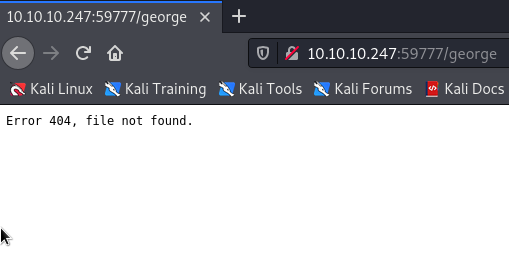 10.10.10.247:59777/george
10.10.10.247:59777/george
Kali Linux Kali Training Kali Tools Kali Forums Kali Docs
Error 404, file not found.